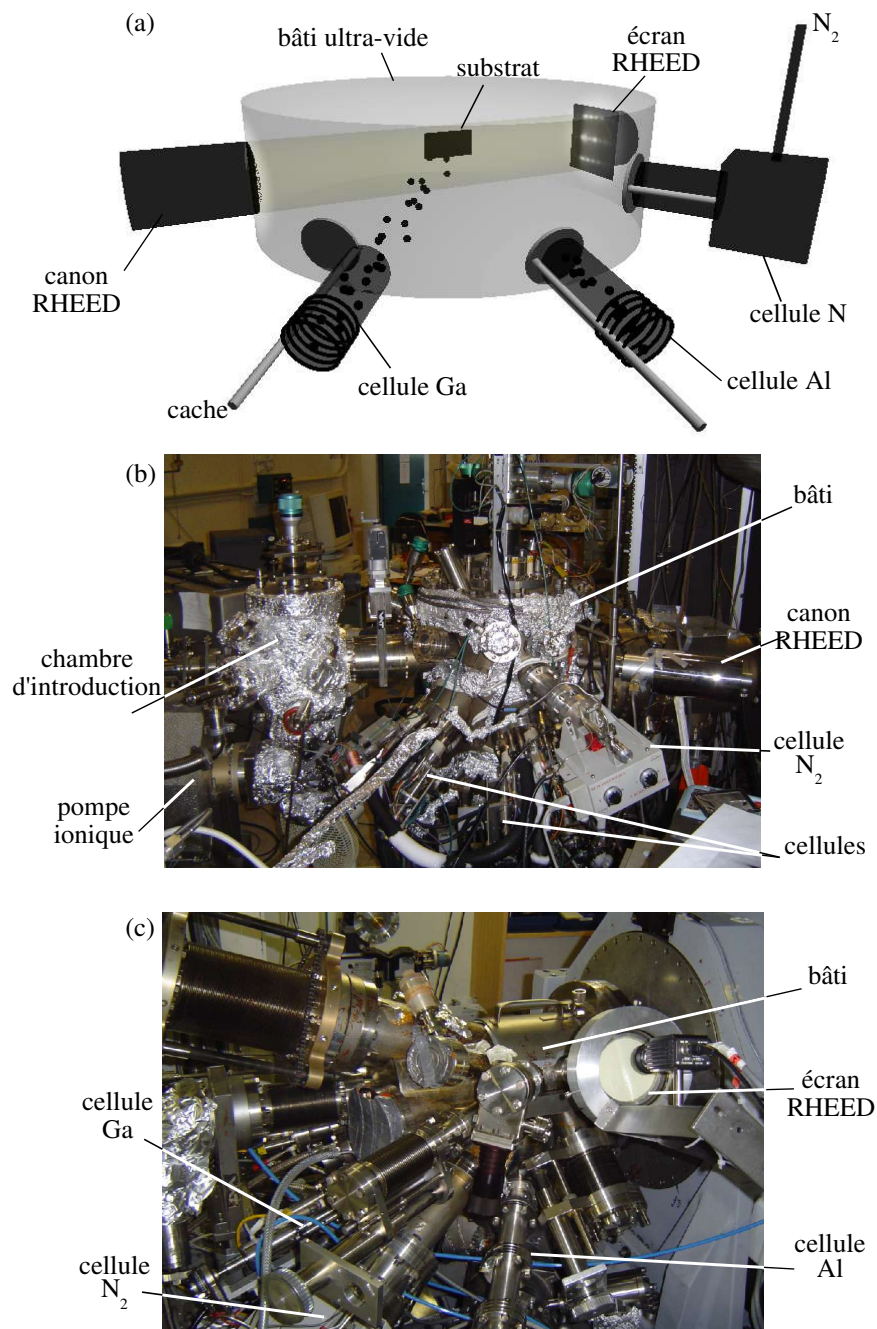 (a)
bâti ultra-vide
substrat
écran
RHEED
N2
canon
RHEED
cellule N
cellule Ga
cellule Al
cache
(b)
bâti
canon
RHEED
chambre
d'introduction
cellule
N2
pompe
ionique
cellules
(c)
bâti
écran
RHEED
cellule
Ga
cellule
Al
cellule
N2